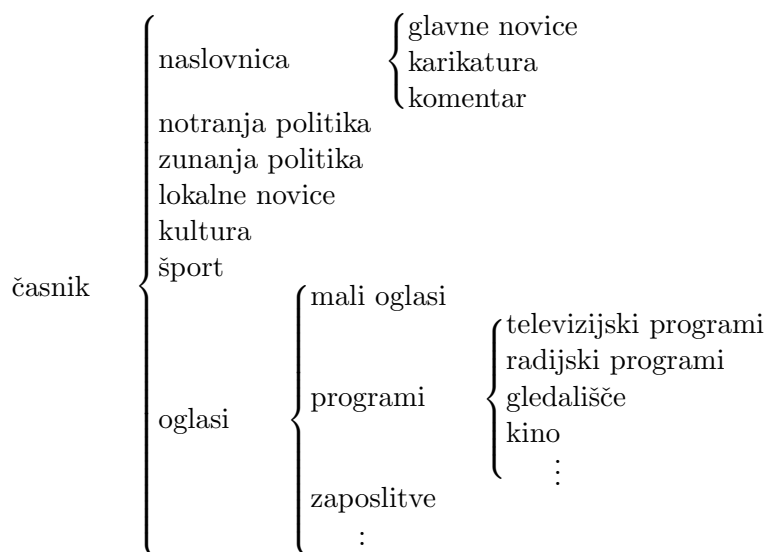 časnik
naslovnica
glavne novice
karikatura
komentar
notranja politika
zunanja politika
lokalne novice
kultura
šport
oglasi
mali oglasi
programi
televizijski programi
radijski programi
gledališče
kino
⋮
zaposlitve
⋮